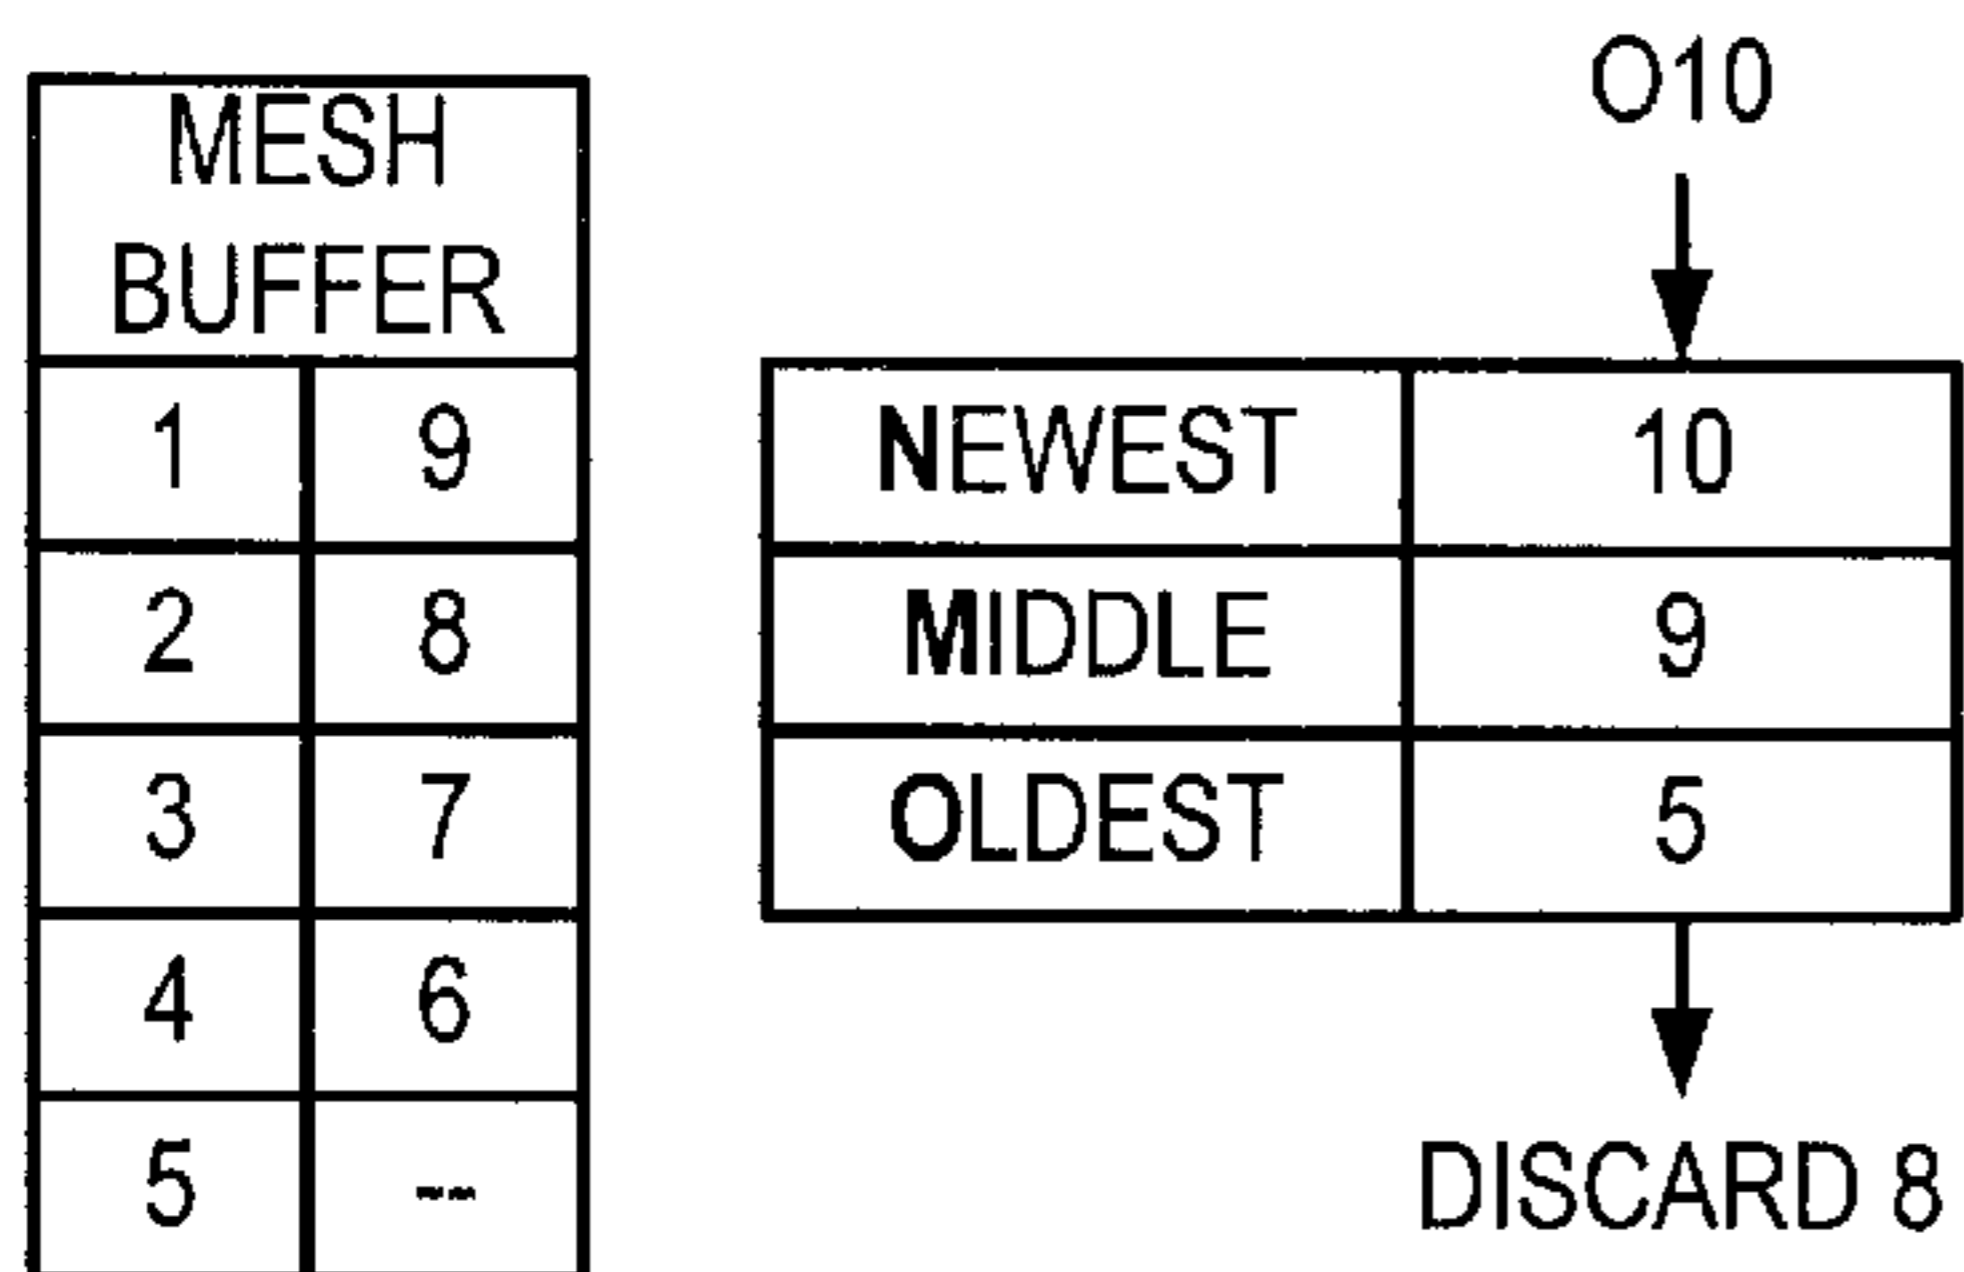 MESH
BUFFER
1 9
2 8
3 7
4 6
5 --
O10
NEWEST 10
MIDDLE 9
OLDEST 5
DISCARD 8